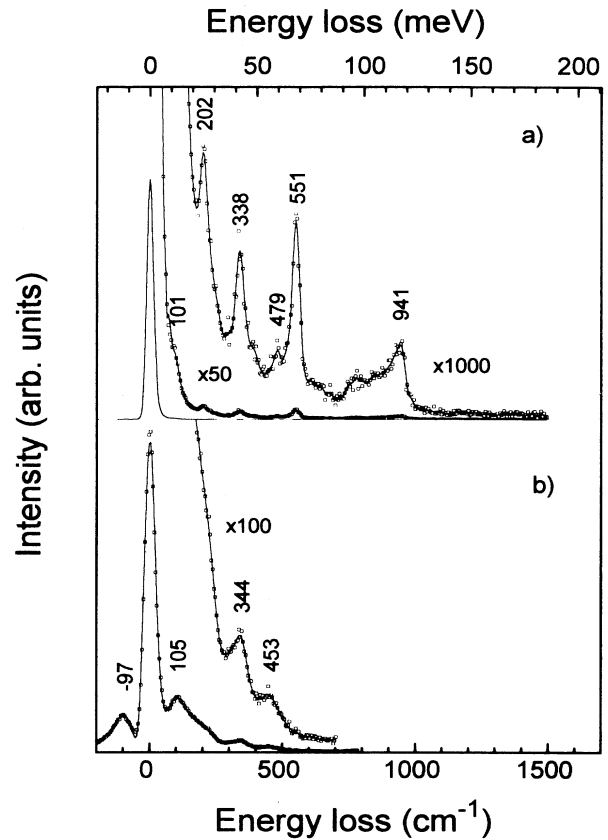 Energy loss (meV)
0 50 100 150 200
a)
202
338
551
479
941
101
x50
x1000
Intensity (arb. units)
b)
x100
344
453
-97
105
0 500 1000 1500
Energy loss (cm⁻¹)